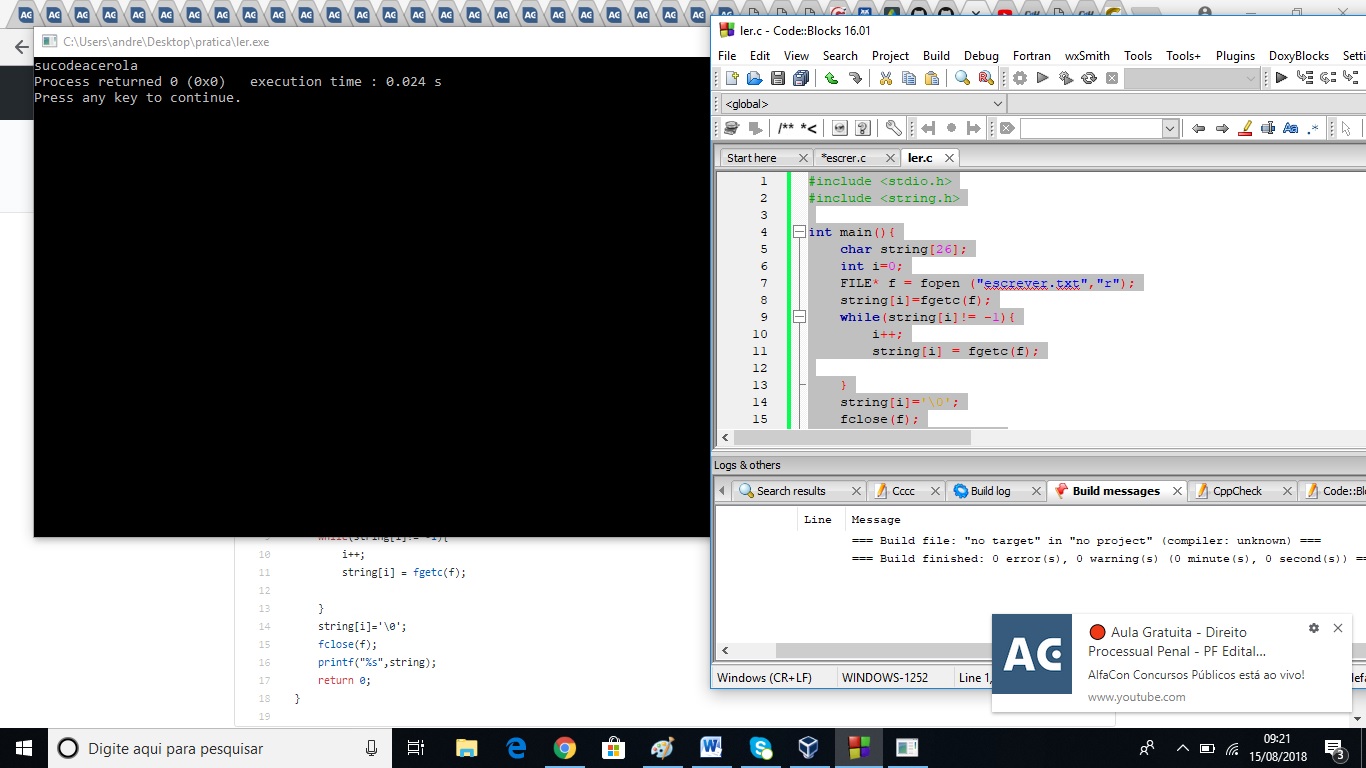 C:\Users\andre\Desktop\pratica\ler.exe
sucodeacerola
Process returned 0 (0x0)   execution time : 0.024 s
Press any key to continue.
ler.c - Code::Blocks 16.01
File Edit View Search Project Build Debug Fortran wxSmith Tools Tools+ Plugins DoxyBlocks Setti
<global>
/** *<
Start here *escrer.c ler.c
1 #include <stdio.h>
2 #include <string.h>
3
4 int main(){
5 char string[26];
6 int i=0;
7 FILE* f = fopen ("escrever.txt","r");
8 string[i]=fgetc(f);
9 while(string[i]!= -1){
10 i++;
11 string[i] = fgetc(f);
12
13 }
14 string[i]='\0';
15 fclose(f);
Logs & others
Search results Cccc Build log Build messages CppCheck Code::Bl
Line Message
=== Build file: "no target" in "no project" (compiler: unknown) ===
=== Build finished: 0 error(s), 0 warning(s) (0 minute(s), 0 second(s)) ==
Windows (CR+LF) WINDOWS-1252 Line 1,
9 while(string[i]!= -1){
10 i++;
11 string[i] = fgetc(f);
12
13 }
14 string[i]='\0';
15 fclose(f);
16 printf("%s",string);
17 return 0;
18 }
19
AC
Aula Gratuita - Direito
Processual Penal - PF Edital...
AlfaCon Concursos Públicos está ao vivo!
www.youtube.com
Digite aqui para pesquisar
09:21
15/08/2018
3